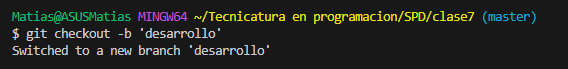 Matias@ASUSMatias MINGW64 ~/Tecnicatura en programacion/SPD/clase7 (master)
$ git checkout -b 'desarrollo'
Switched to a new branch 'desarrollo'